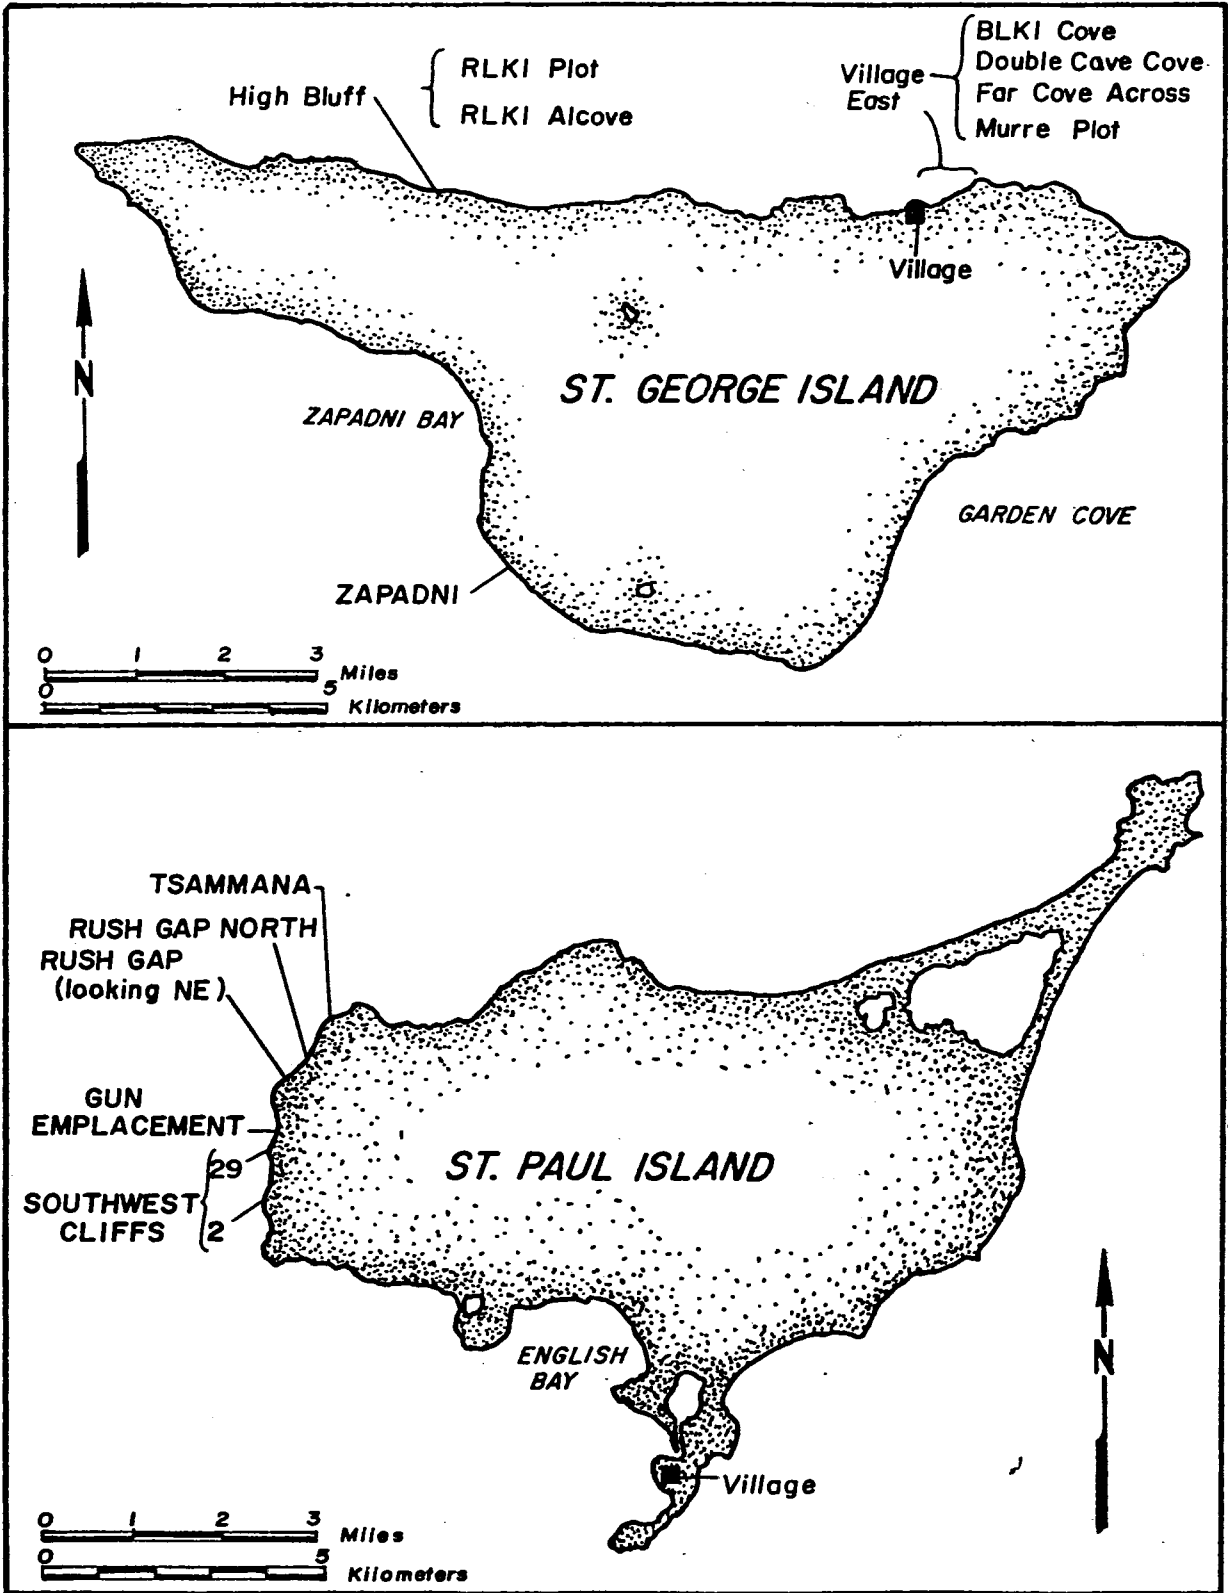 High Bluff
RLKI Plot
RLKI Alcove
Village
East
BLKI Cove
Double Cave Cove
Far Cove Across
Murre Plot
Village
N
ST. GEORGE ISLAND
ZAPADNI BAY
GARDEN COVE
ZAPADNI
0 1 2 3
Miles
0 5
Kilometers
TSAMMANA
RUSH GAP NORTH
RUSH GAP
(looking NE)
GUN
EMPLACEMENT
29
SOUTHWEST
CLIFFS
2
ST. PAUL ISLAND
ENGLISH
BAY
N
Village
0 1 2 3
Miles
0 5
Kilometers